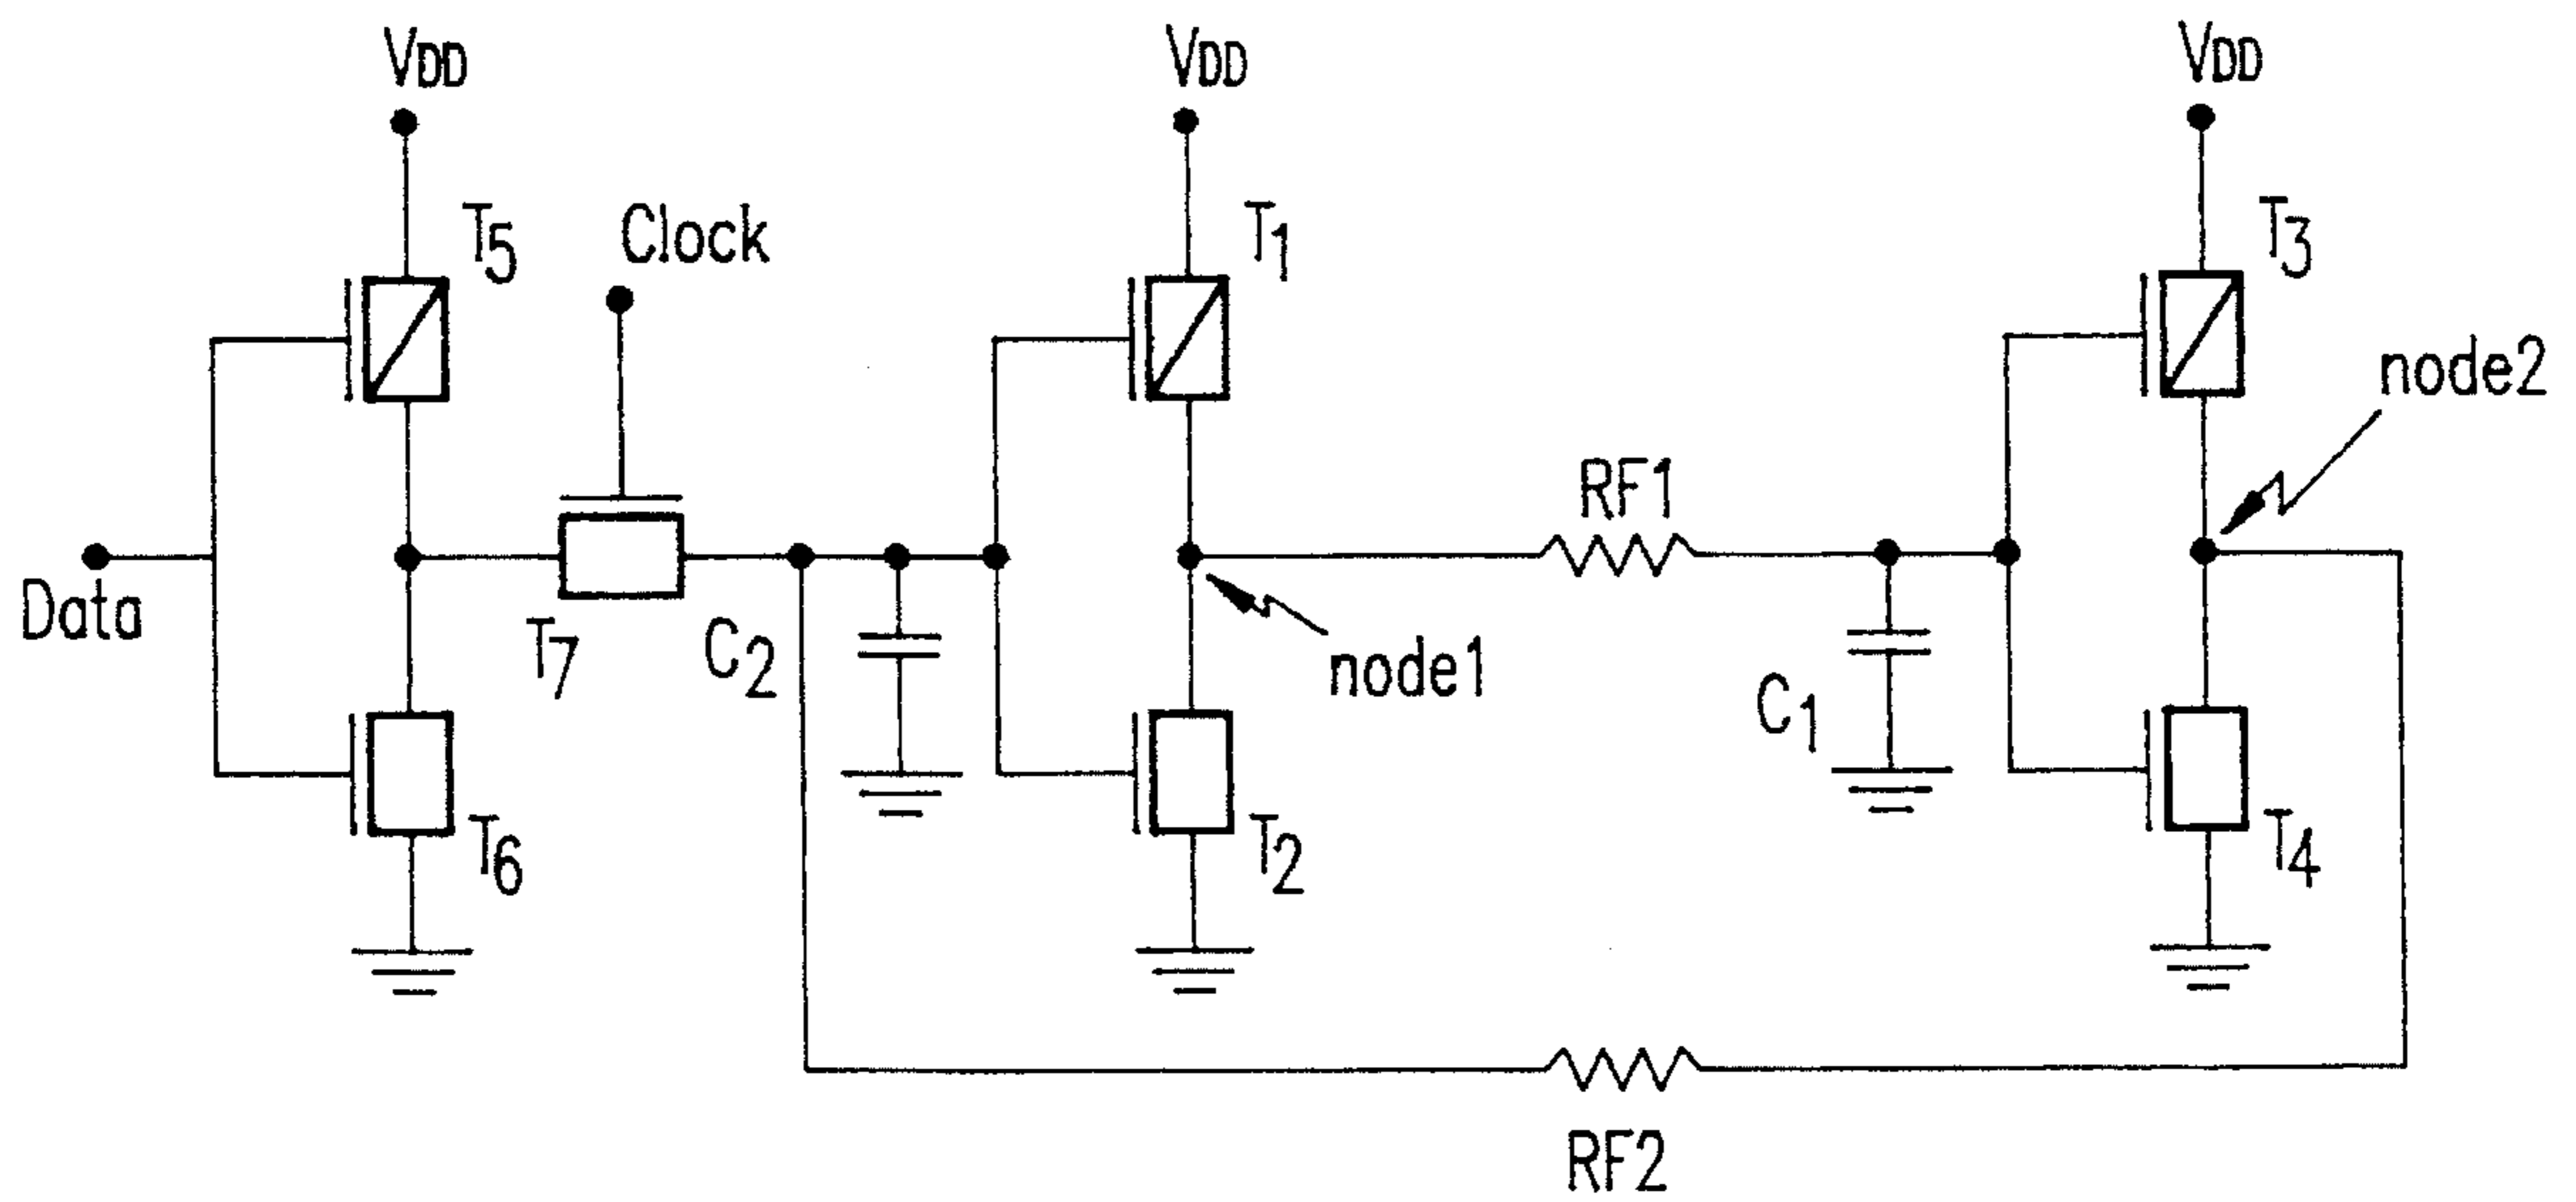 VDD
VDD
VDD
T5
Clock
T1
T3
node2
RF1
Data
T7
C2
node1
C1
T6
T2
T4
RF2